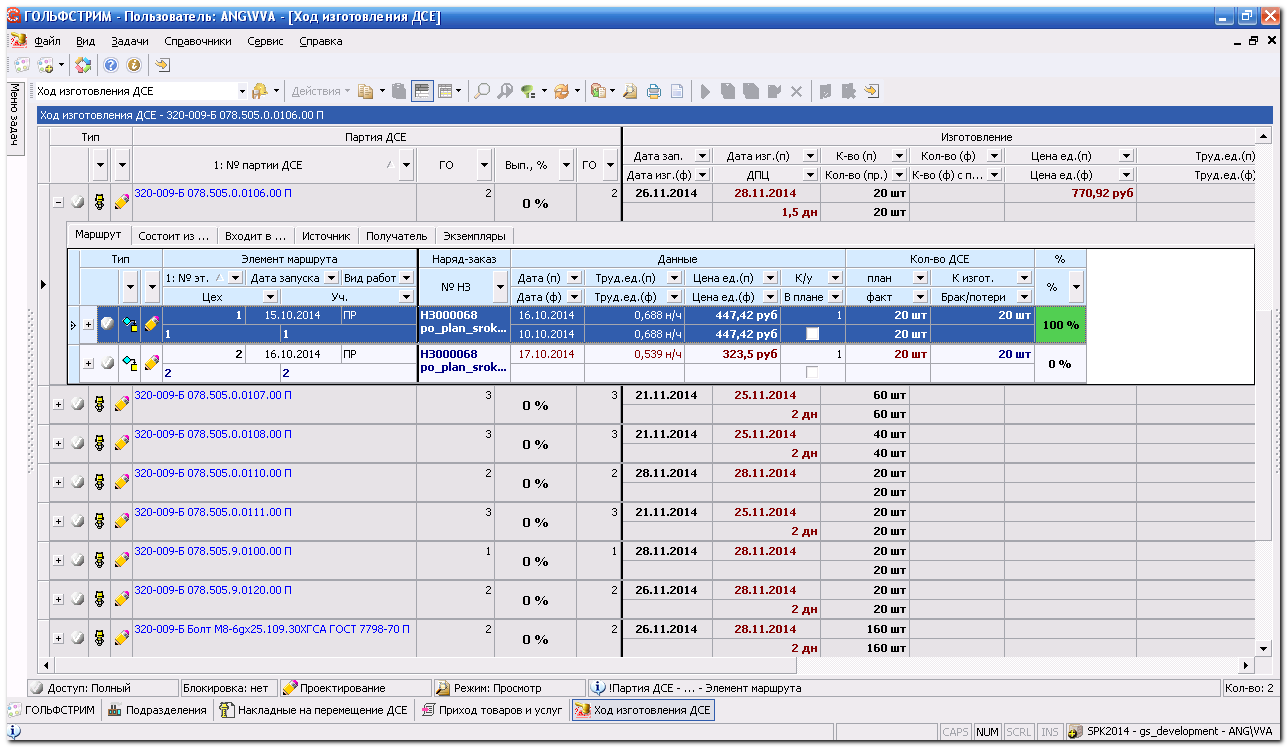 ГОЛЬФСТРИМ - Пользователь: ANG\VVA - [Ход изготовления ДСЕ]
Файл Вид Задачи Справочники Сервис Справка
Ход изготовления ДСЕ Действия
Меню задач
Ход изготовления ДСЕ - 320-009-Б 078.505.0.0106.00 П
Тип Партия ДСЕ Изготовление
1: № партии ДСЕ ГО Вып., % ГО
Дата зап. Дата изг.(п) К-во (п) Кол-во (ф) Цена ед.(п) Труд.ед.(п)
Дата изг.(ф) ДПЦ Кол-во (пр.) К-во (ф) с п... Цена ед.(ф) Труд.ед.(ф)
320-009-Б 078.505.0.0106.00 П 2 0 % 2 26.11.2014 28.11.2014 20 шт 770,92 руб
1,5 дн 20 шт
Маршрут Состоит из ... Входит в ... Источник Получатель Экземпляры
Тип Элемент маршрута Наряд-заказ Данные Кол-во ДСЕ %
1: № эт. Дата запуска Вид работ № НЗ Дата (п) Труд.ед.(п) Цена ед.(п) К/у план К изгот. %
Цех Уч. Дата (ф) Труд.ед.(ф) Цена ед.(ф) В плане факт Брак/потери
1 15.10.2014 ПР НЗ000068 16.10.2014 0,688 н/ч 447,42 руб 1 20 шт 20 шт 100 %
1 1 po_plan_srok... 10.10.2014 0,688 н/ч 447,42 руб 20 шт
2 16.10.2014 ПР НЗ000068 17.10.2014 0,539 н/ч 323,5 руб 1 20 шт 20 шт 0 %
2 2 po_plan_srok...
320-009-Б 078.505.0.0107.00 П 3 0 % 3 21.11.2014 25.11.2014 60 шт
2 дн 60 шт
320-009-Б 078.505.0.0108.00 П 3 0 % 3 21.11.2014 25.11.2014 40 шт
2 дн 40 шт
320-009-Б 078.505.0.0110.00 П 2 0 % 2 28.11.2014 28.11.2014 20 шт
20 шт
320-009-Б 078.505.0.0111.00 П 3 0 % 3 21.11.2014 25.11.2014 20 шт
2 дн 20 шт
320-009-Б 078.505.9.0100.00 П 1 0 % 1 28.11.2014 28.11.2014 20 шт
20 шт
320-009-Б 078.505.9.0120.00 П 2 0 % 2 26.11.2014 28.11.2014 20 шт
2 дн 20 шт
320-009-Б Болт М8-6gх25.109.30ХГСА ГОСТ 7798-70 П 2 0 % 2 26.11.2014 28.11.2014 160 шт
2 дн 160 шт
Доступ: Полный Блокировка: нет Проектирование Режим: Просмотр !Партия ДСЕ - ... - Элемент маршрута Кол-во: 2
ГОЛЬФСТРИМ Подразделения Накладные на перемещение ДСЕ Приход товаров и услуг Ход изготовления ДСЕ
CAPS NUM SCRL INS SPK2014 - gs_development - ANG\VVA